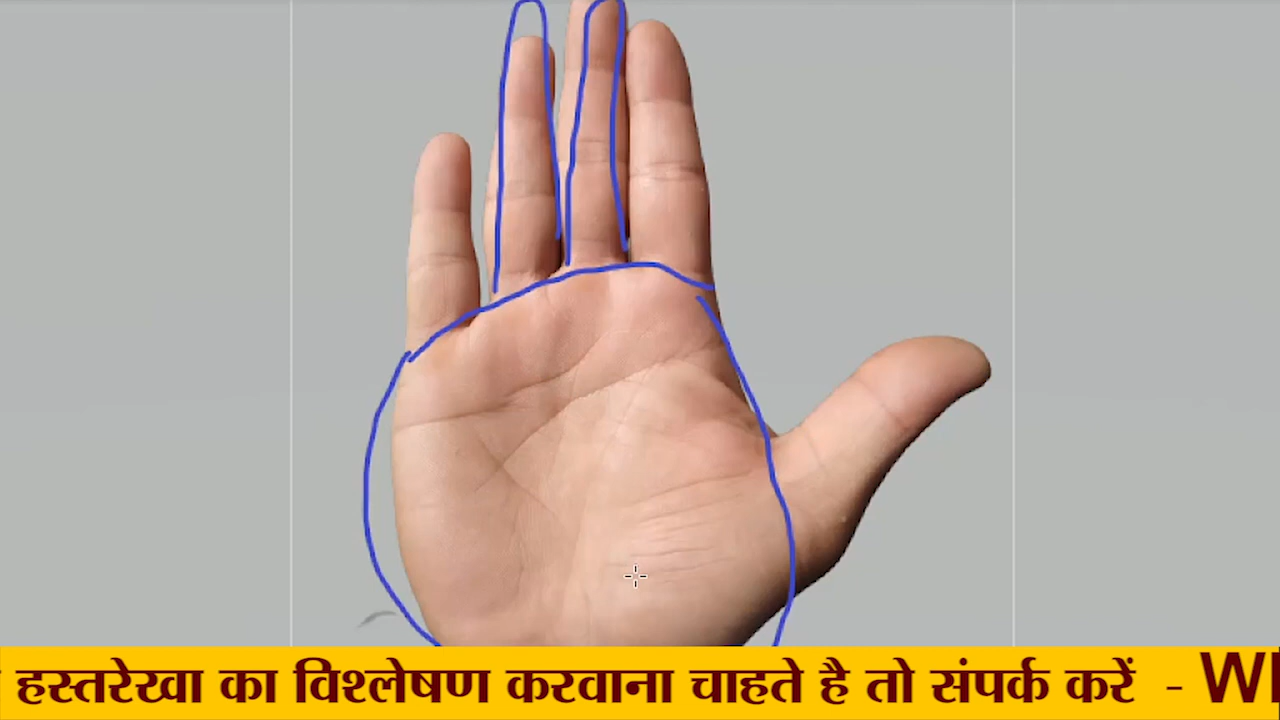 हस्तरेखा का विश्लेषण करवाना चाहते है तो संपर्क करें -